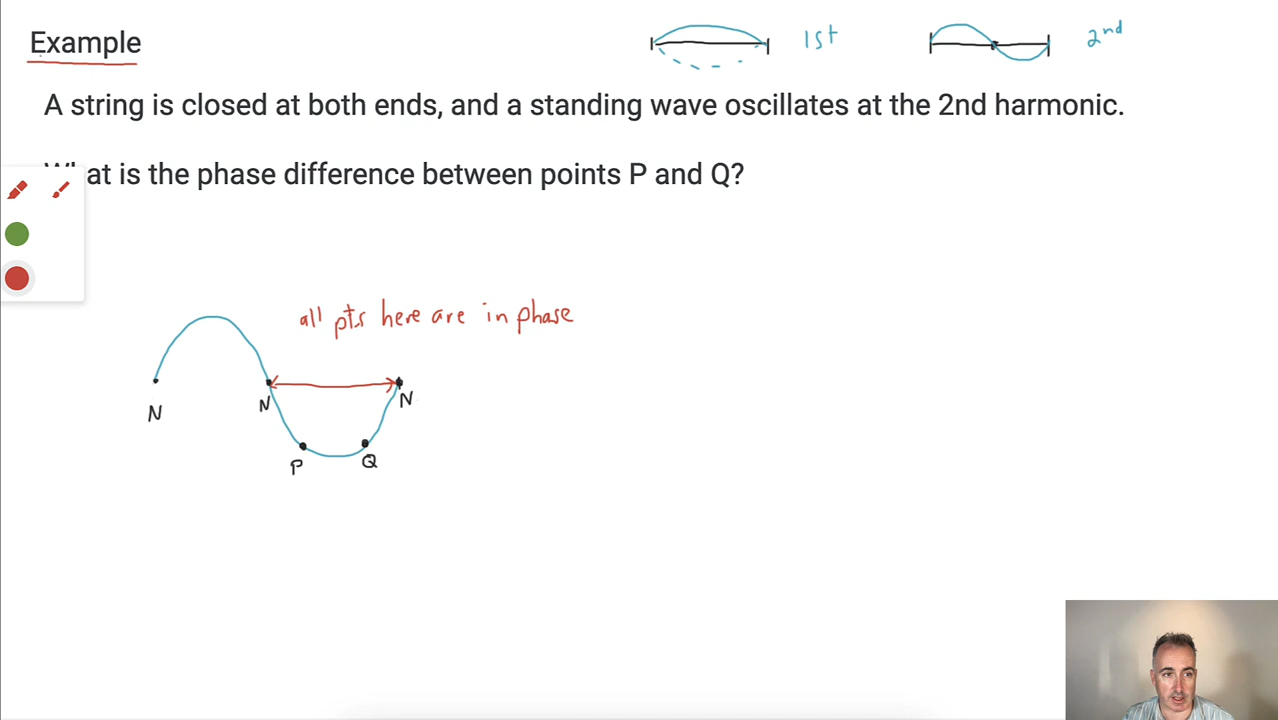 Example
1st
2nd
A string is closed at both ends, and a standing wave oscillates at the 2nd harmonic.
What is the phase difference between points P and Q?
all pts here are in phase
N
N
N
P
Q